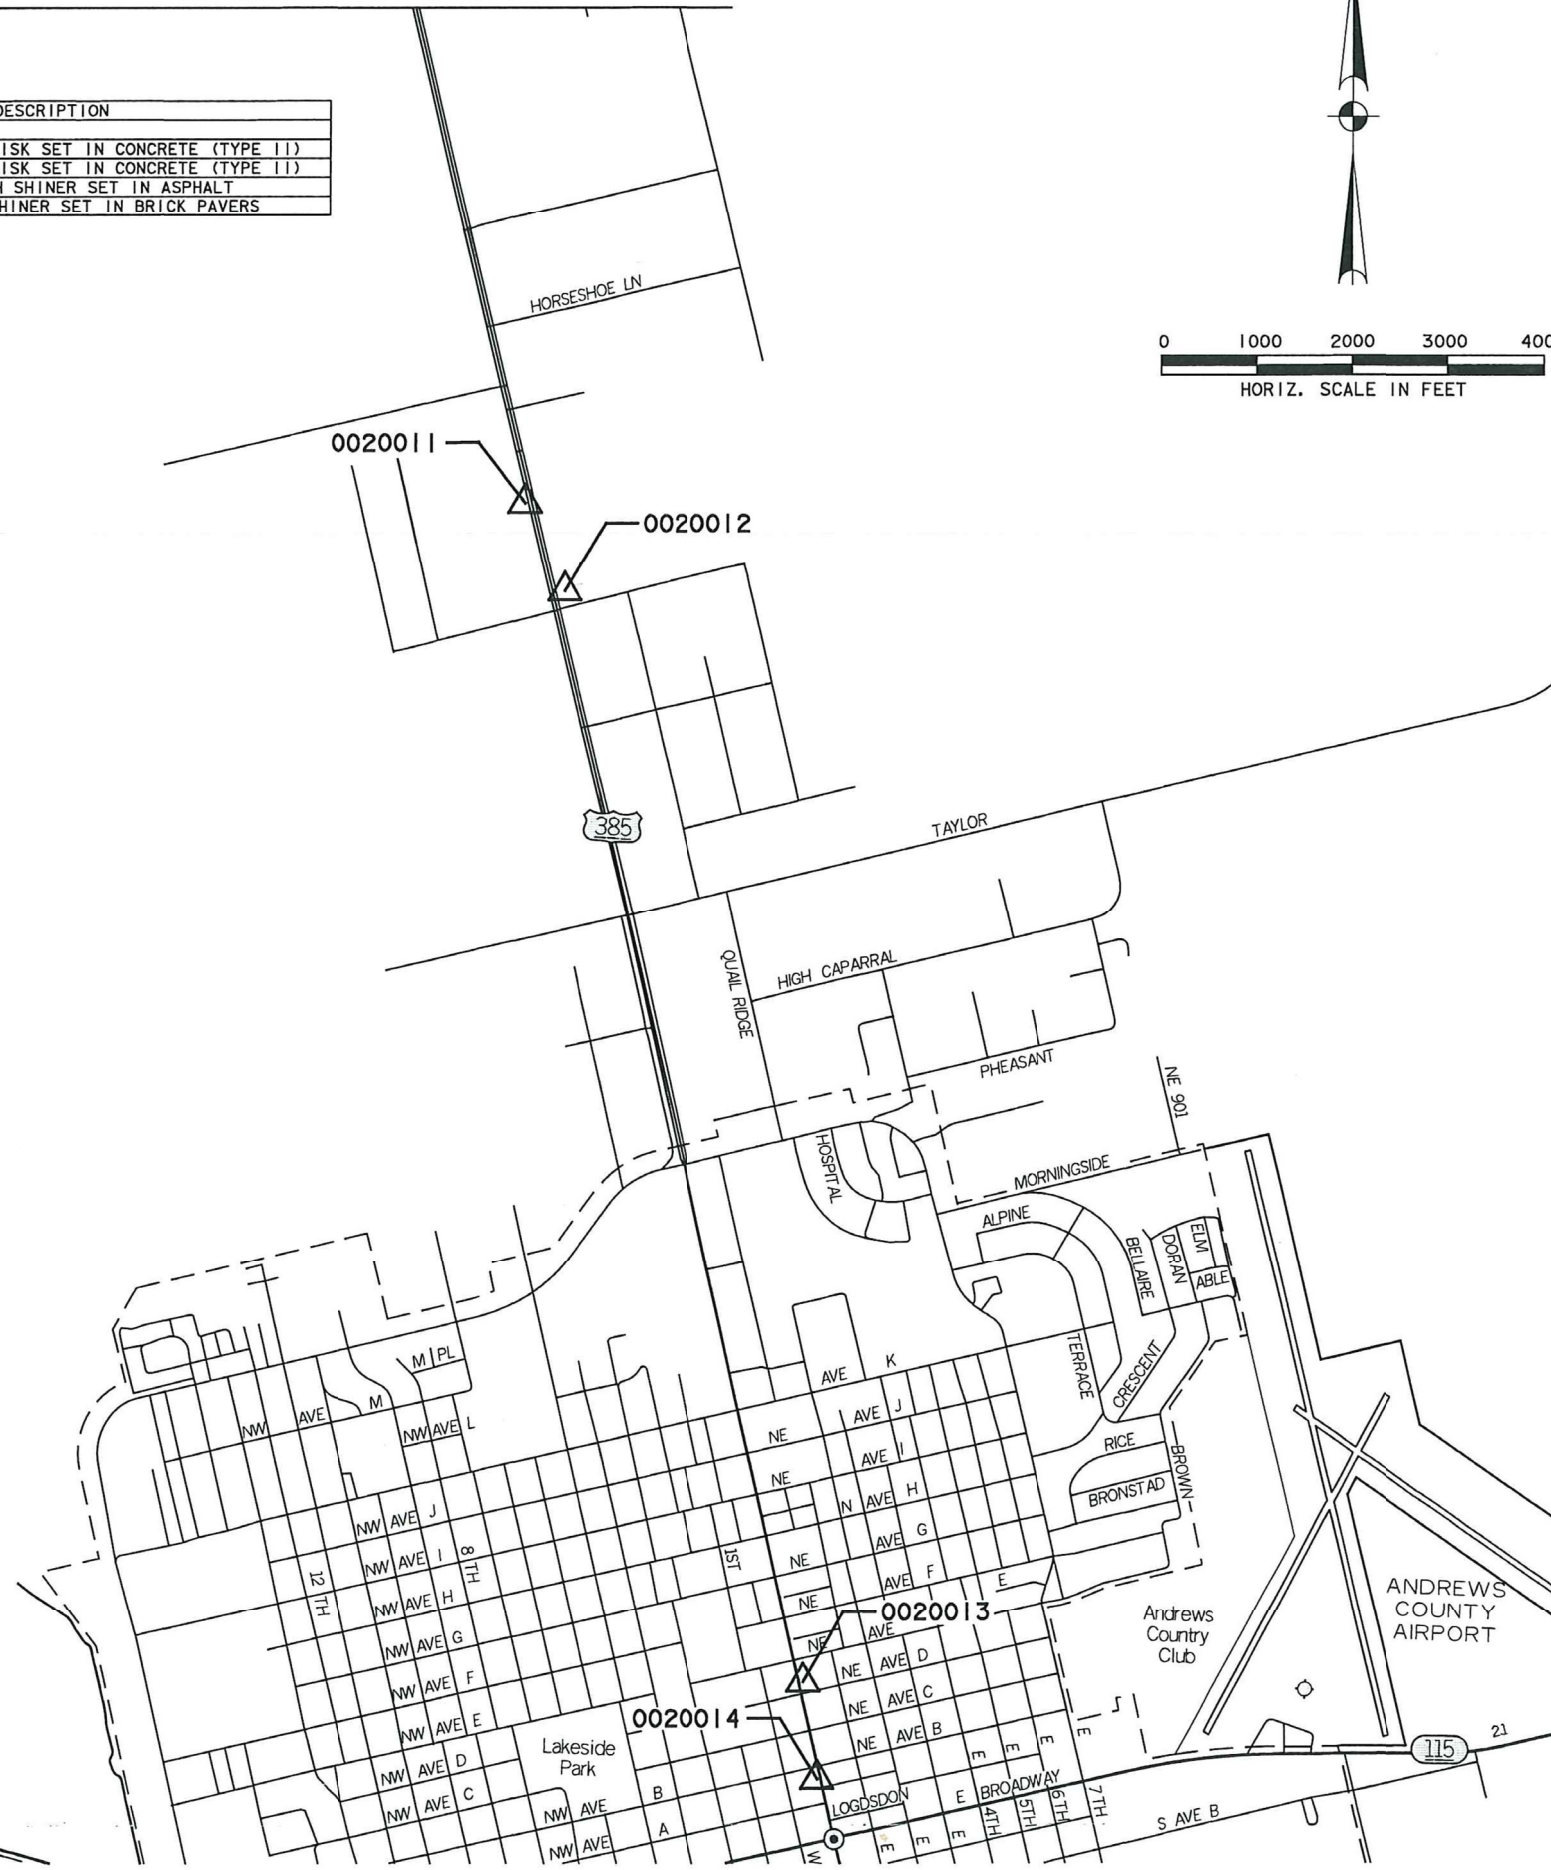 DESCRIPTION
ISK SET IN CONCRETE (TYPE II)
ISK SET IN CONCRETE (TYPE II)
H SHINER SET IN ASPHALT
HINER SET IN BRICK PAVERS
0 1000 2000 3000 400
HORIZ. SCALE IN FEET
HORSESHOE LN
0020011
0020012
385
TAYLOR
QUAIL RIDGE
HIGH CAPARRAL
PHEASANT
NE 901
HOSPITAL
MORNINGSIDE
ALPINE
BELLAIRE
DORAN
ELM
ABLE
TERRACE
CRESCENT
M PL
M
NW AVE
NW AVE L
AVE K
NE AVE J
NE AVE I
N AVE H
RICE
BROWN
BRONSTAD
NW AVE J
NW AVE I
8TH
12TH
1ST
NW AVE H
NW AVE G
NW AVE F
NW AVE E
NW AVE D
NW AVE C
NE AVE G
NE AVE F
E
0020013
NE AVE
NE AVE D
NE AVE C
NE AVE B
0020014
Lakeside
Park
NW AVE B
NW AVE A
LOGDSDON
E BROADWAY
E
E
E
E
4TH
5TH
6TH
7TH
W
E
E
E
S AVE B
Andrews
Country
Club
ANDREWS
COUNTY
AIRPORT
115
21